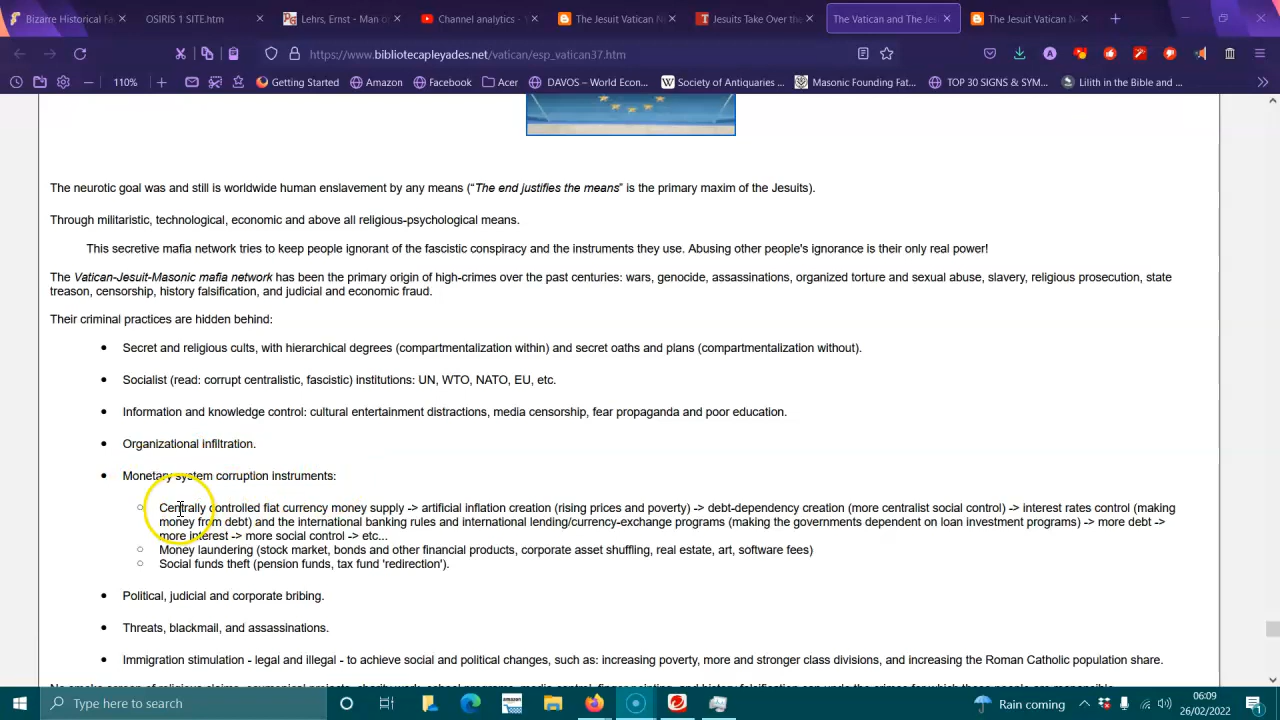 Bizarre Historical Fa
OSIRIS 1 SITE.htm
Lehrs, Ernst - Man o
Channel analytics -
The Jesuit Vatican N
Jesuits Take Over the
The Vatican and The Je
The Jesuit Vatican N
https://www.bibliotecapleyades.net/vatican/esp_vatican37.htm
110% Getting Started Amazon Facebook Acer DAVOS – World Econ... Society of Antiquaries ... Masonic Founding Fat... TOP 30 SIGNS & SYM... Lilith in the Bible and ...
The neurotic goal was and still is worldwide human enslavement by any means ("The end justifies the means" is the primary maxim of the Jesuits).
Through militaristic, technological, economic and above all religious-psychological means.
This secretive mafia network tries to keep people ignorant of the fascistic conspiracy and the instruments they use. Abusing other people's ignorance is their only real power!
The Vatican-Jesuit-Masonic mafia network has been the primary origin of high-crimes over the past centuries: wars, genocide, assassinations, organized torture and sexual abuse, slavery, religious prosecution, state
treason, censorship, history falsification, and judicial and economic fraud.
Their criminal practices are hidden behind:
Secret and religious cults, with hierarchical degrees (compartmentalization within) and secret oaths and plans (compartmentalization without).
Socialist (read: corrupt centralistic, fascistic) institutions: UN, WTO, NATO, EU, etc.
Information and knowledge control: cultural entertainment distractions, media censorship, fear propaganda and poor education.
Organizational infiltration.
Monetary system corruption instruments:
Centrally controlled fiat currency money supply -> artificial inflation creation (rising prices and poverty) -> debt-dependency creation (more centralist social control) -> interest rates control (making
money from debt) and the international banking rules and international lending/currency-exchange programs (making the governments dependent on loan investment programs) -> more debt ->
more interest -> more social control -> etc...
Money laundering (stock market, bonds and other financial products, corporate asset shuffling, real estate, art, software fees)
Social funds theft (pension funds, tax fund 'redirection').
Political, judicial and corporate bribing.
Threats, blackmail, and assassinations.
Immigration stimulation - legal and illegal - to achieve social and political changes, such as: increasing poverty, more and stronger class divisions, and increasing the Roman Catholic population share.
Type here to search
Rain coming
06:09
26/02/2022